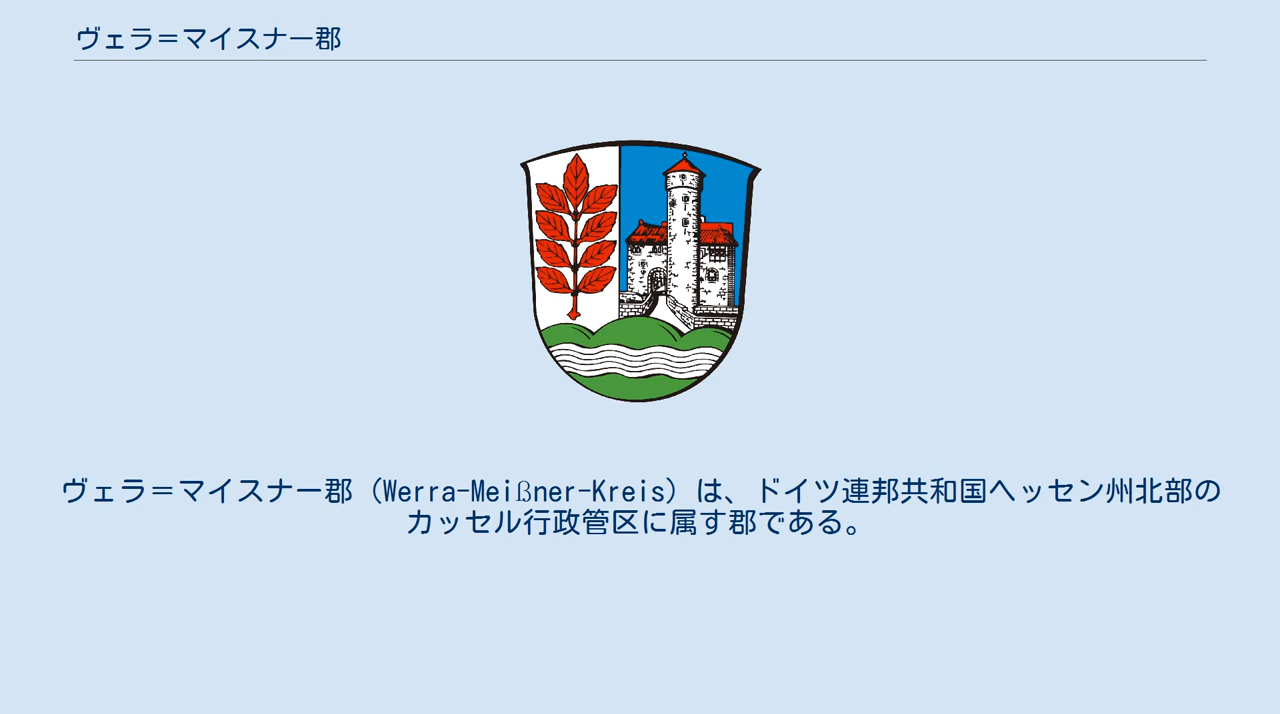 ヴェラ＝マイスナー郡
ヴェラ＝マイスナー郡（Werra-Meißner-Kreis）は、ドイツ連邦共和国ヘッセン州北部の
カッセル行政管区に属す郡である。